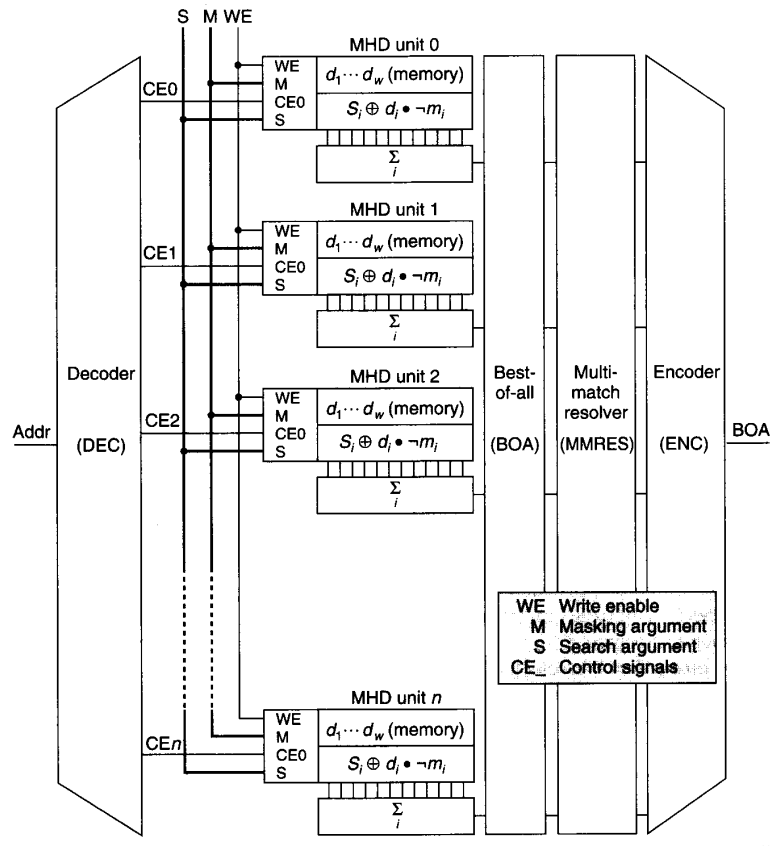 S M WE
MHD unit 0
WE
M
CE0
S
d1 ··· dw (memory)
Si ⊕ di • ¬mi
Σ
i
CE0
MHD unit 1
WE
M
CE0
S
d1 ··· dw (memory)
Si ⊕ di • ¬mi
Σ
i
CE1
MHD unit 2
WE
M
CE0
S
d1 ··· dw (memory)
Si ⊕ di • ¬mi
Σ
i
CE2
Addr
Decoder
(DEC)
Best-
of-all
(BOA)
Multi-
match
resolver
(MMRES)
Encoder
(ENC)
BOA
WE Write enable
M Masking argument
S Search argument
CE_ Control signals
MHD unit n
WE
M
CE0
S
d1 ··· dw (memory)
Si ⊕ di • ¬mi
Σ
i
CEn